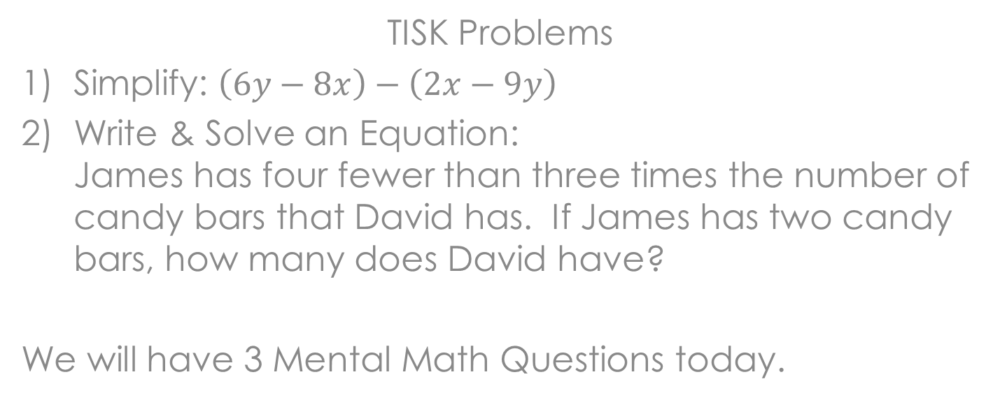 TISK Problems
1) Simplify: (6y − 8x) − (2x − 9y)
2) Write & Solve an Equation:
James has four fewer than three times the number of
candy bars that David has.  If James has two candy
bars, how many does David have?
We will have 3 Mental Math Questions today.